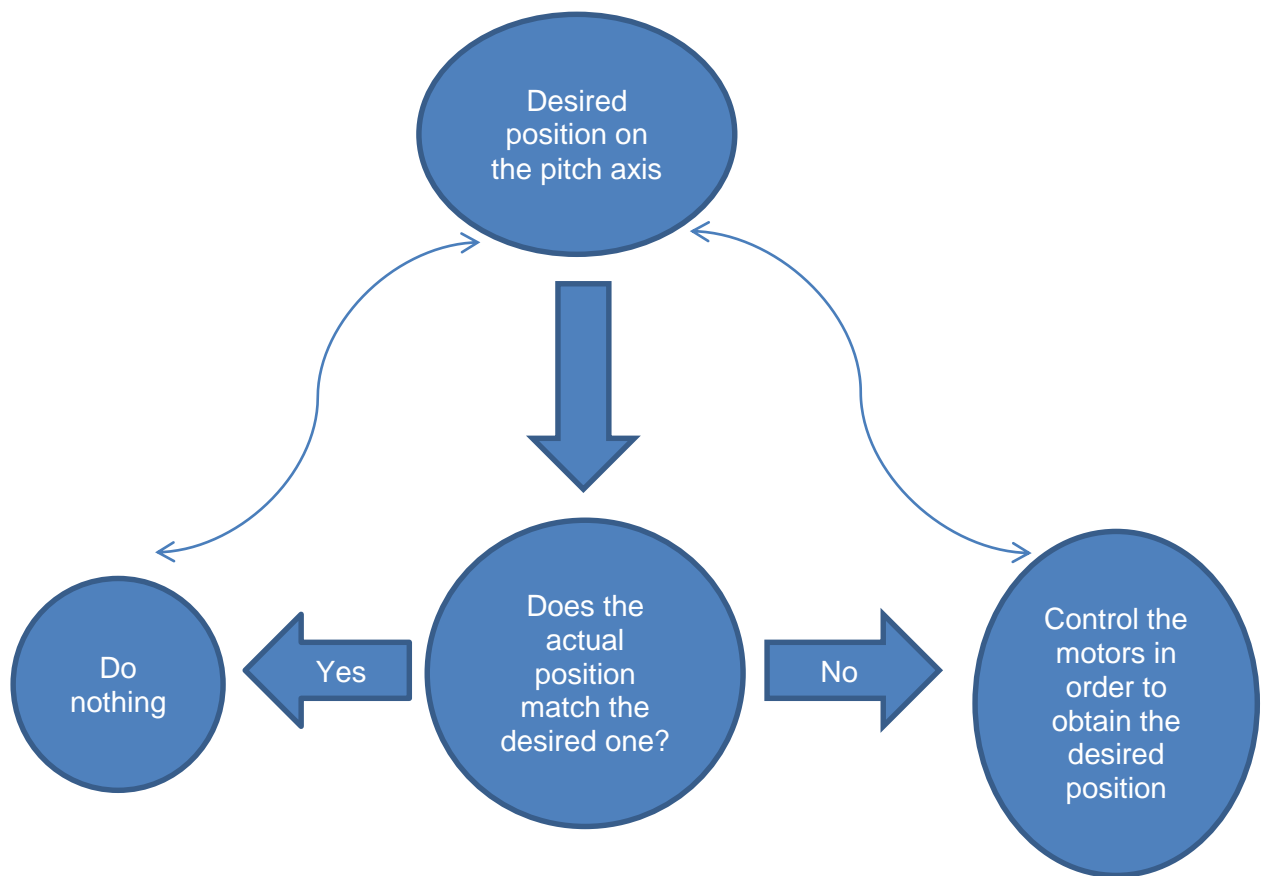 Desired
position on
the pitch axis
Does the
actual
position
match the
desired one?
Yes
Do
nothing
No
Control the
motors in
order to
obtain the
desired
position